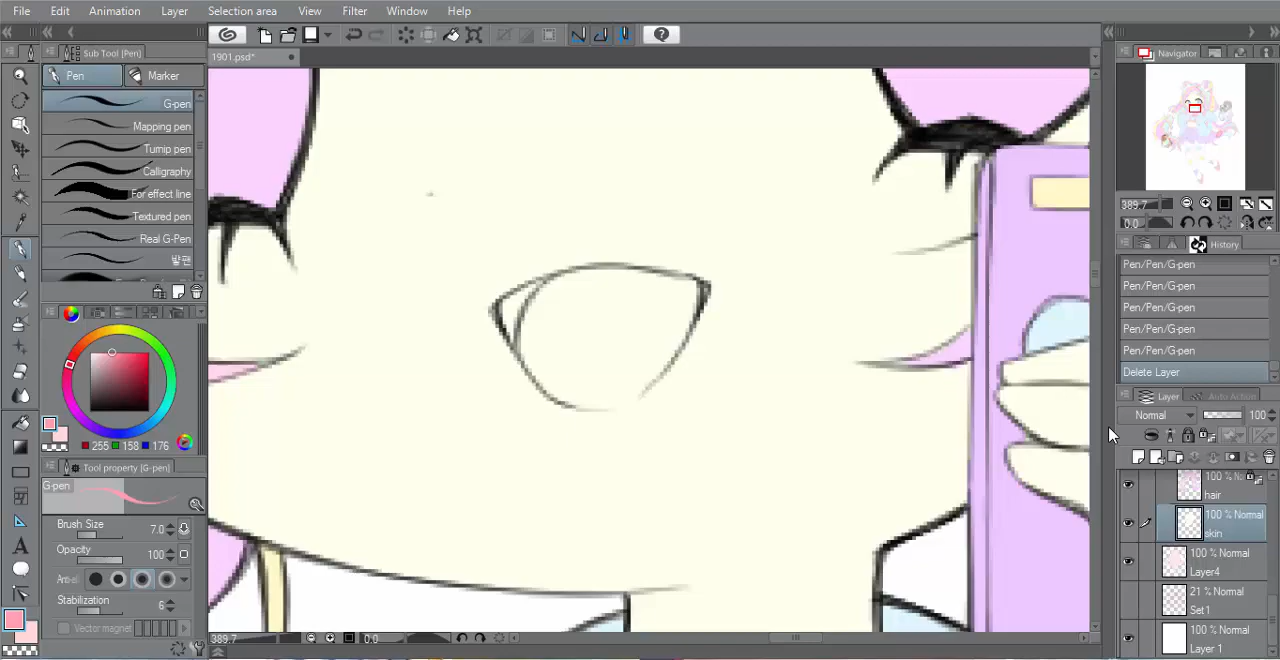 File Edit Animation Layer Selection area View Filter Window Help
1901.psd*
Sub Tool (Pen)
Pen Marker
G-pen
Mapping pen
Turnip pen
Calligraphy
For effect line
Textured pen
Real G-Pen
255 158 176
Tool property (G-pen)
G-pen
Brush Size 7.0
Opacity 100
Stabilization 6
Vector magnet
389.7 0.0
Navigator
389.7
0.0
History
Pen/Pen/G-pen
Pen/Pen/G-pen
Pen/Pen/G-pen
Pen/Pen/G-pen
Pen/Pen/G-pen
Delete Layer
Layer Auto Action
Normal 100
hair
100 % Normal
skin
100 % Normal
Layer4
21 % Normal
Set1
100 % Normal
Layer 1